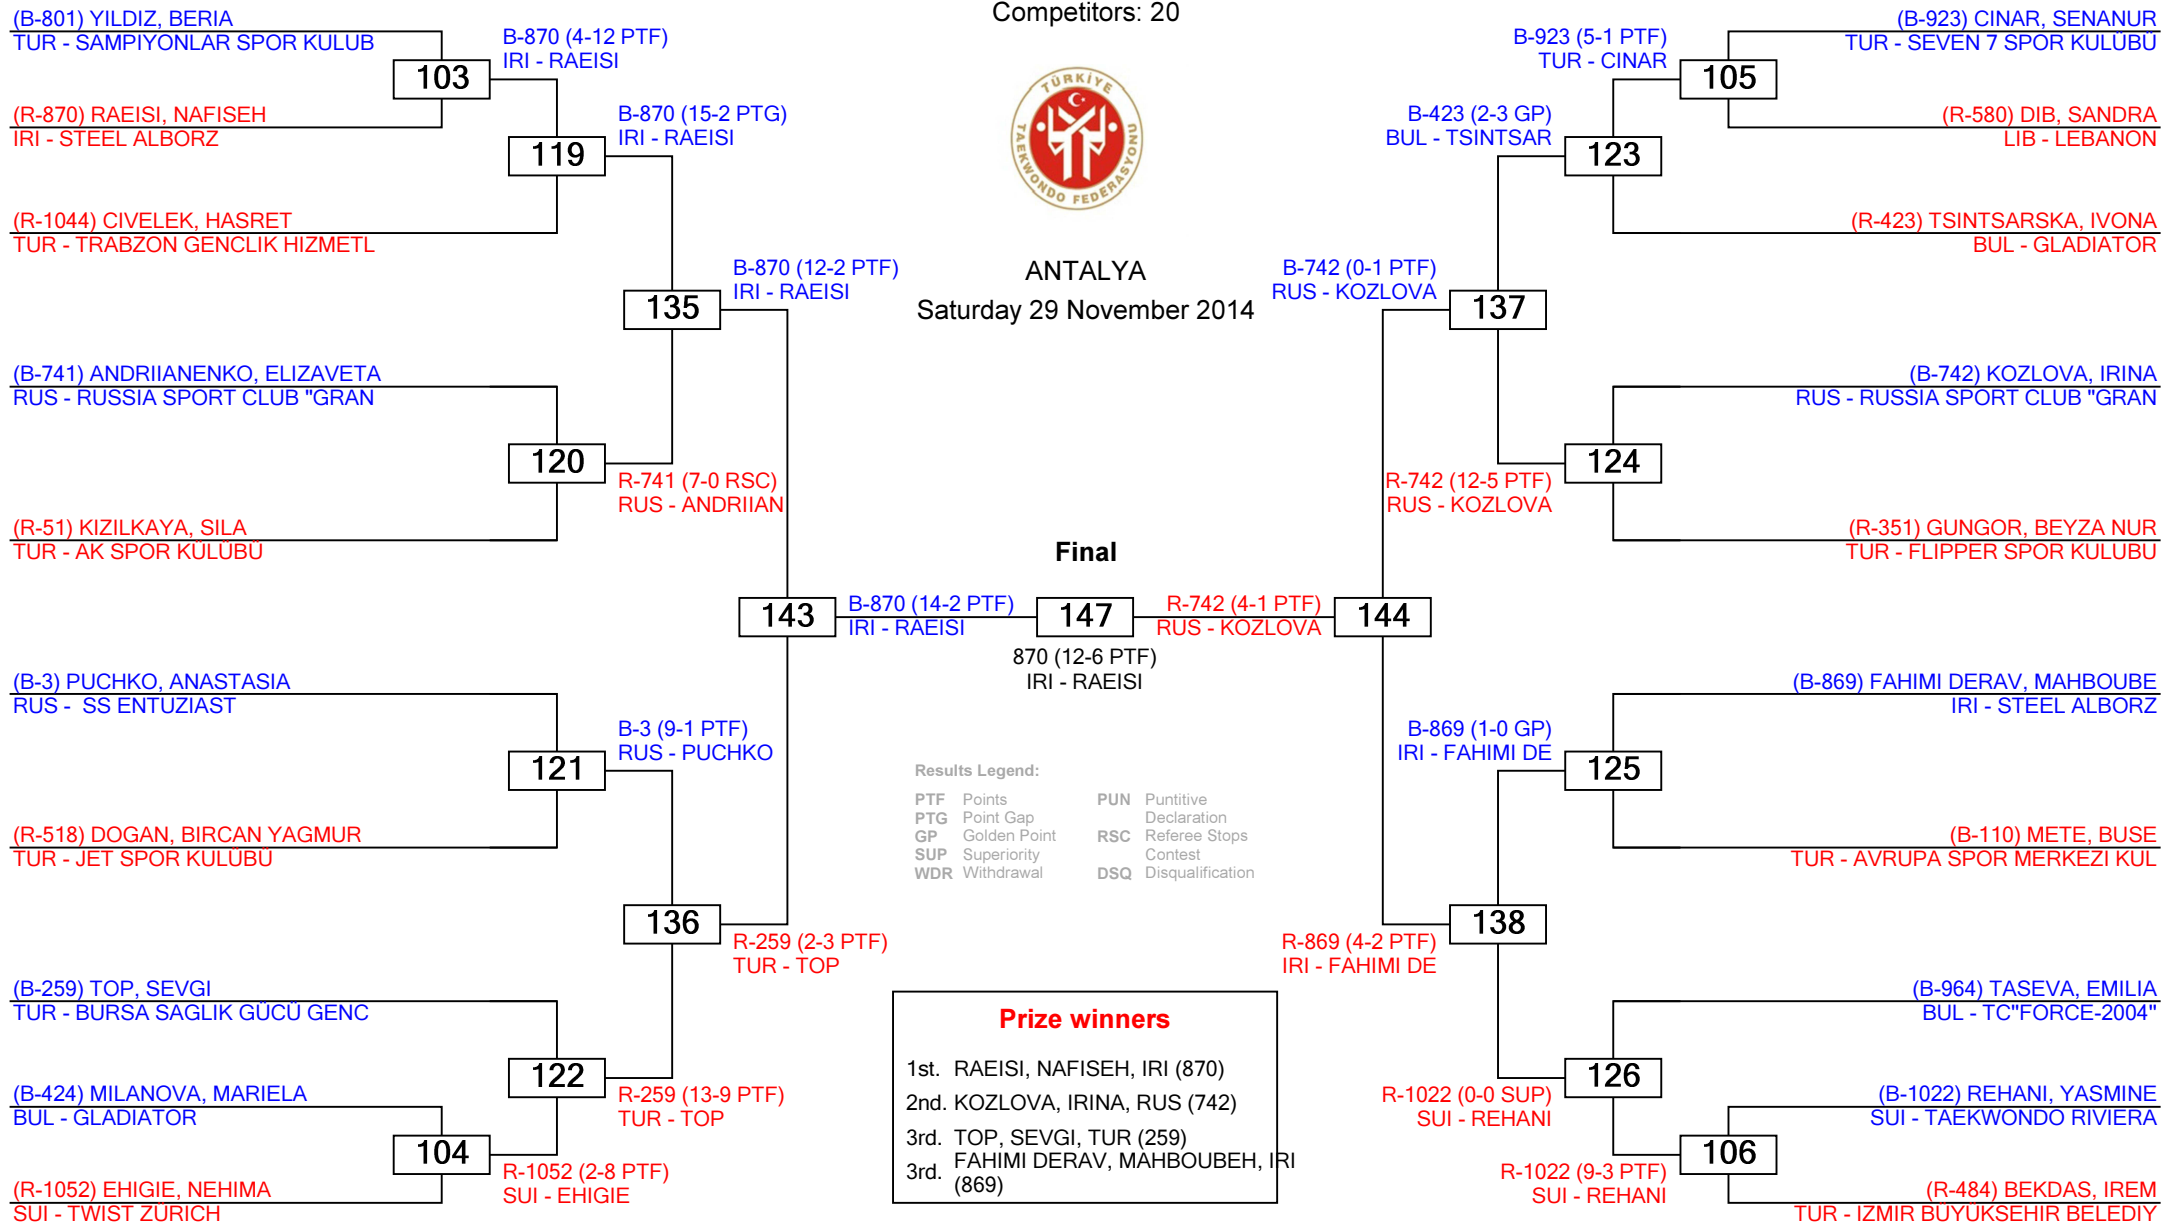 Competitors: 20
(B-801) YILDIZ, BERIA
TUR - SAMPIYONLAR SPOR KULUB
103
(R-870) RAEISI, NAFISEH
IRI - STEEL ALBORZ
B-870 (4-12 PTF)
IRI - RAEISI
119
(R-1044) CIVELEK, HASRET
TUR - TRABZON GENCLIK HIZMETL
B-870 (15-2 PTG)
IRI - RAEISI
135
B-870 (12-2 PTF)
IRI - RAEISI
(B-741) ANDRIIANENKO, ELIZAVETA
RUS - RUSSIA SPORT CLUB "GRAN
120
R-741 (7-0 RSC)
RUS - ANDRIIAN
(R-51) KIZILKAYA, SILA
TUR - AK SPOR KÜLÜBÜ
143
B-870 (14-2 PTF)
IRI - RAEISI
(B-3) PUCHKO, ANASTASIA
RUS -  SS ENTUZIAST
121
B-3 (9-1 PTF)
RUS - PUCHKO
(R-518) DOGAN, BIRCAN YAGMUR
TUR - JET SPOR KULÜBÜ
136
R-259 (2-3 PTF)
TUR - TOP
(B-259) TOP, SEVGI
TUR - BURSA SAGLIK GÜCÜ GENC
122
R-259 (13-9 PTF)
TUR - TOP
(B-424) MILANOVA, MARIELA
BUL - GLADIATOR
104
R-1052 (2-8 PTF)
SUI - EHIGIE
(R-1052) EHIGIE, NEHIMA
SUI - TWIST ZÜRICH
TÜRKİYE
TAEKWONDO FEDERASYONU
ANTALYA
Saturday 29 November 2014
Final
147
870 (12-6 PTF)
IRI - RAEISI
Results Legend:
PTF Points
PTG Point Gap
GP Golden Point
SUP Superiority
WDR Withdrawal
PUN Puntitive
Declaration
RSC Referee Stops
Contest
DSQ Disqualification
Prize winners
1st. RAEISI, NAFISEH, IRI (870)
2nd. KOZLOVA, IRINA, RUS (742)
3rd. TOP, SEVGI, TUR (259)
3rd. FAHIMI DERAV, MAHBOUBEH, IRI
(869)
(B-923) CINAR, SENANUR
TUR - SEVEN 7 SPOR KULÜBÜ
B-923 (5-1 PTF)
TUR - CINAR
105
(R-580) DIB, SANDRA
LIB - LEBANON
B-423 (2-3 GP)
BUL - TSINTSAR
123
(R-423) TSINTSARSKA, IVONA
BUL - GLADIATOR
B-742 (0-1 PTF)
RUS - KOZLOVA
137
(B-742) KOZLOVA, IRINA
RUS - RUSSIA SPORT CLUB "GRAN
124
R-742 (12-5 PTF)
RUS - KOZLOVA
(R-351) GUNGOR, BEYZA NUR
TUR - FLIPPER SPOR KULUBU
R-742 (4-1 PTF)
RUS - KOZLOVA
144
(B-869) FAHIMI DERAV, MAHBOUBE
IRI - STEEL ALBORZ
B-869 (1-0 GP)
IRI - FAHIMI DE
125
(B-110) METE, BUSE
TUR - AVRUPA SPOR MERKEZI KUL
138
R-869 (4-2 PTF)
IRI - FAHIMI DE
(B-964) TASEVA, EMILIA
BUL - TC"FORCE-2004"
126
R-1022 (0-0 SUP)
SUI - REHANI
(B-1022) REHANI, YASMINE
SUI - TAEKWONDO RIVIERA
106
R-1022 (9-3 PTF)
SUI - REHANI
(R-484) BEKDAS, IREM
TUR - IZMIR BÜYÜKSEHIR BELEDIY